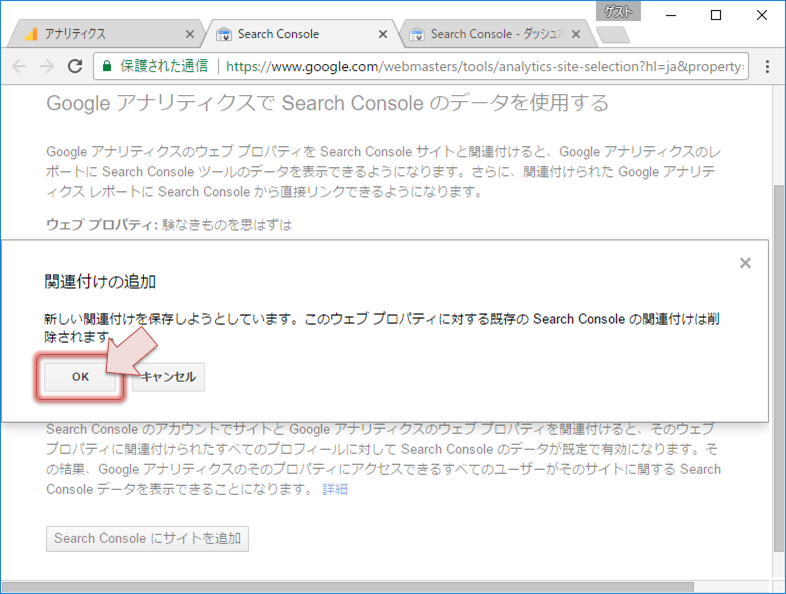 ゲスト
アナリティクス
Search Console
Search Console - ダッシュボ
保護された通信
https://www.google.com/webmasters/tools/analytics-site-selection?hl=ja&property=
Google アナリティクスで Search Console のデータを使用する
Google アナリティクスのウェブ プロパティを Search Console サイトと関連付けると、Google アナリティクスのレ
ポートに Search Console ツールのデータを表示できるようになります。さらに、関連付けられた Google アナリテ
ィクス レポートに Search Console から直接リンクできるようになります。
ウェブ プロパティ: 験なきものを思はずは
関連付けの追加
新しい関連付けを保存しようとしています。このウェブ プロパティに対する既存の Search Console の関連付けは削
除されます。
OK
キャンセル
Search Console のアカウントでサイトと Google アナリティクスのウェブ プロパティを関連付けると、そのウェブ
プロパティに関連付けられたすべてのプロフィールに対して Search Console のデータが既定で有効になります。そ
の結果、Google アナリティクスのそのプロパティにアクセスできるすべてのユーザーがそのサイトに関する Search
Console データを表示できることになります。 詳細
Search Console にサイトを追加